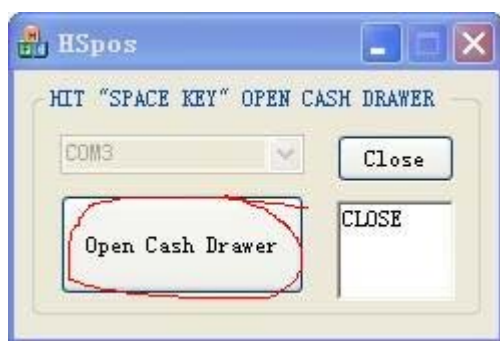 HSpos
HIT "SPACE KEY" OPEN CASH DRAWER
COM3
Close
Open Cash Drawer
CLOSE